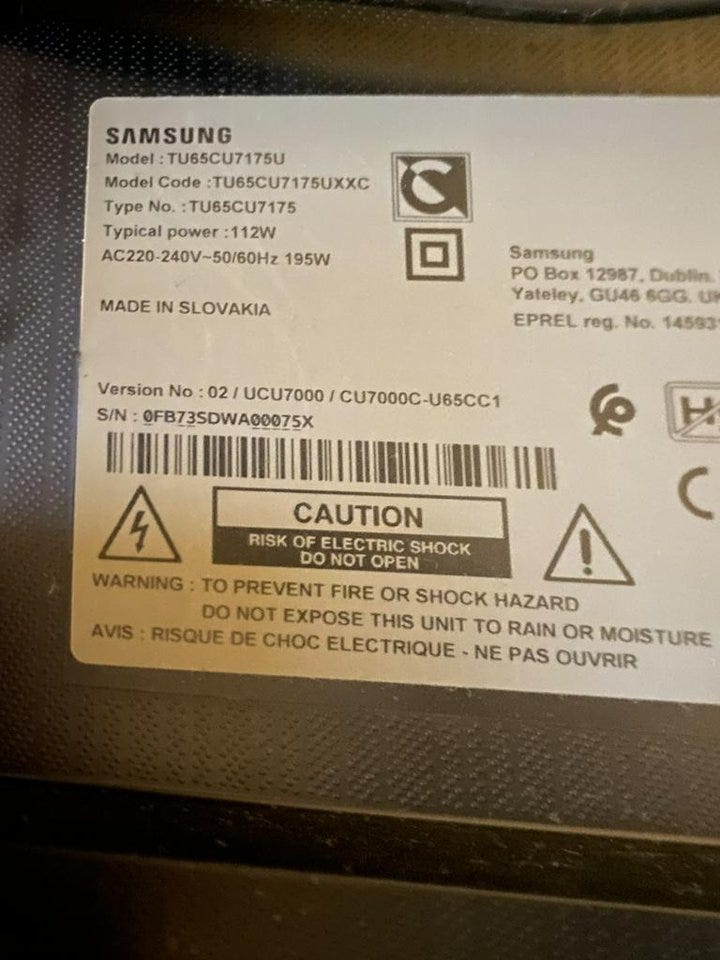 SAMSUNG
Model : TU65CU7175U
Model Code :TU65CU7175UXXC
Type No. :TU65CU7175
Typical power :112W
AC220-240V~50/60Hz 195W
MADE IN SLOVAKIA
Samsung
PO Box 12987, Dublin.
Yateley, GU46 6GG. UK
EPREL reg. No. 14593
Version No : 02 / UCU7000 / CU7000C-U65CC1
S/N : 0FB73SDWA00075X
CAUTION
RISK OF ELECTRIC SHOCK
DO NOT OPEN
WARNING : TO PREVENT FIRE OR SHOCK HAZARD
DO NOT EXPOSE THIS UNIT TO RAIN OR MOISTURE
AVIS : RISQUE DE CHOC ELECTRIQUE - NE PAS OUVRIR